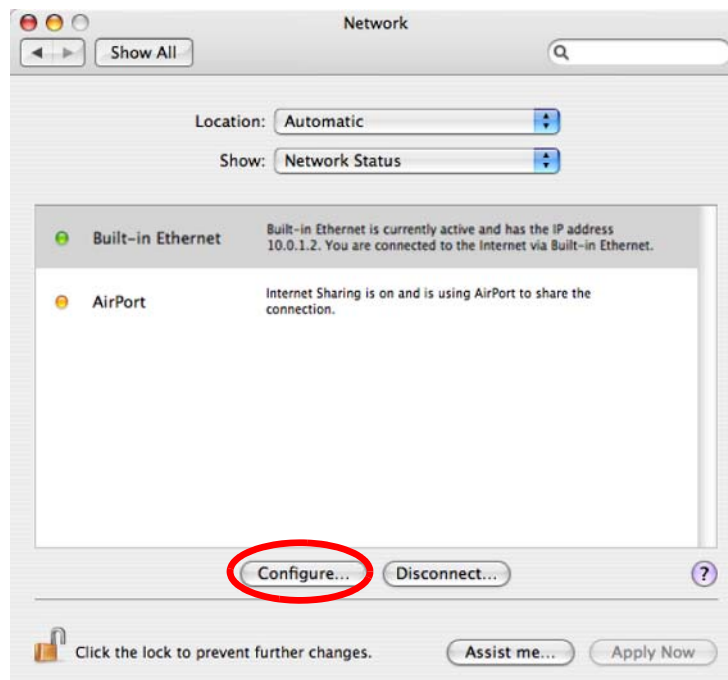 Network
Show All
Location: Automatic
Show: Network Status
Built-in Ethernet
Built-in Ethernet is currently active and has the IP address
10.0.1.2. You are connected to the Internet via Built-in Ethernet.
AirPort
Internet Sharing is on and is using AirPort to share the
connection.
Configure... Disconnect... ?
Click the lock to prevent further changes. Assist me... Apply Now